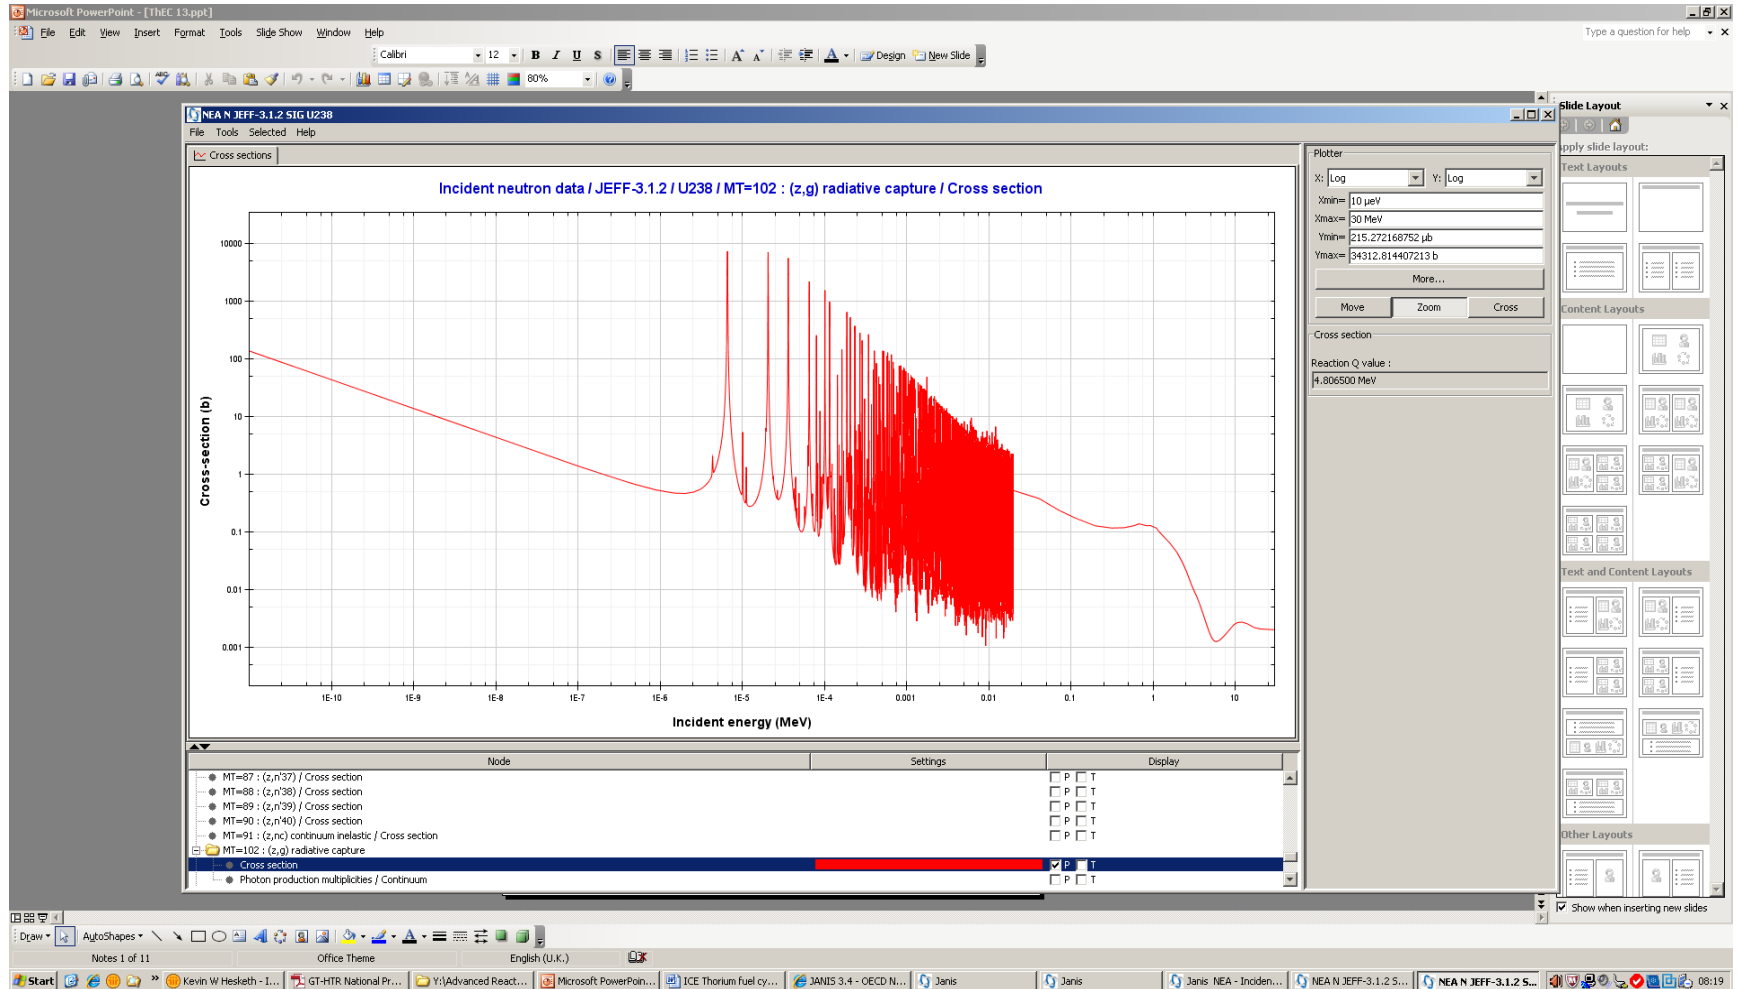 Microsoft PowerPoint - [ThEC 13.ppt]
File Edit View Insert Format Tools Slide Show Window Help
Type a question for help
Calibri 12 B I U S Design New Slide
80%
NEA N JEFF-3.1.2 SIG U238
File Tools Selected Help
Cross sections
Incident neutron data / JEFF-3.1.2 / U238 / MT=102 : (z,g) radiative capture / Cross section
10000
1000
100
10
1
0.1
0.01
0.001
Cross-section (b)
1E-10 1E-9 1E-8 1E-7 1E-6 1E-5 1E-4 0.001 0.01 0.1 1 10
Incident energy (MeV)
Plotter
X: Log Y: Log
Xmin= 10 µeV
Xmax= 30 MeV
Ymin= 215.272168752 µb
Ymax= 34312.814407213 b
More...
Move Zoom Cross
Cross section
Reaction Q value :
4.806500 MeV
Node Settings Display
MT=87 : (z,n'37) / Cross section P T
MT=88 : (z,n'38) / Cross section P T
MT=89 : (z,n'39) / Cross section P T
MT=90 : (z,n'40) / Cross section P T
MT=91 : (z,nc) continuum inelastic / Cross section P T
MT=102 : (z,g) radiative capture
Cross section P T
Photon production multiplicities / Continuum P T
Slide Layout
Apply slide layout:
Text Layouts
Content Layouts
Text and Content Layouts
Other Layouts
Show when inserting new slides
Draw AutoShapes
Notes 1 of 11 Office Theme English (U.K.)
Start Kevin W Hesketh - I... GT-HTR National Pr... Y:\Advanced React... Microsoft PowerPoin... ICE Thorium fuel cy... JANIS 3.4 - OECD N... Janis Janis Janis NEA - Inciden... NEA N JEFF-3.1.2 S... NEA N JEFF-3.1.2 S... 08:19